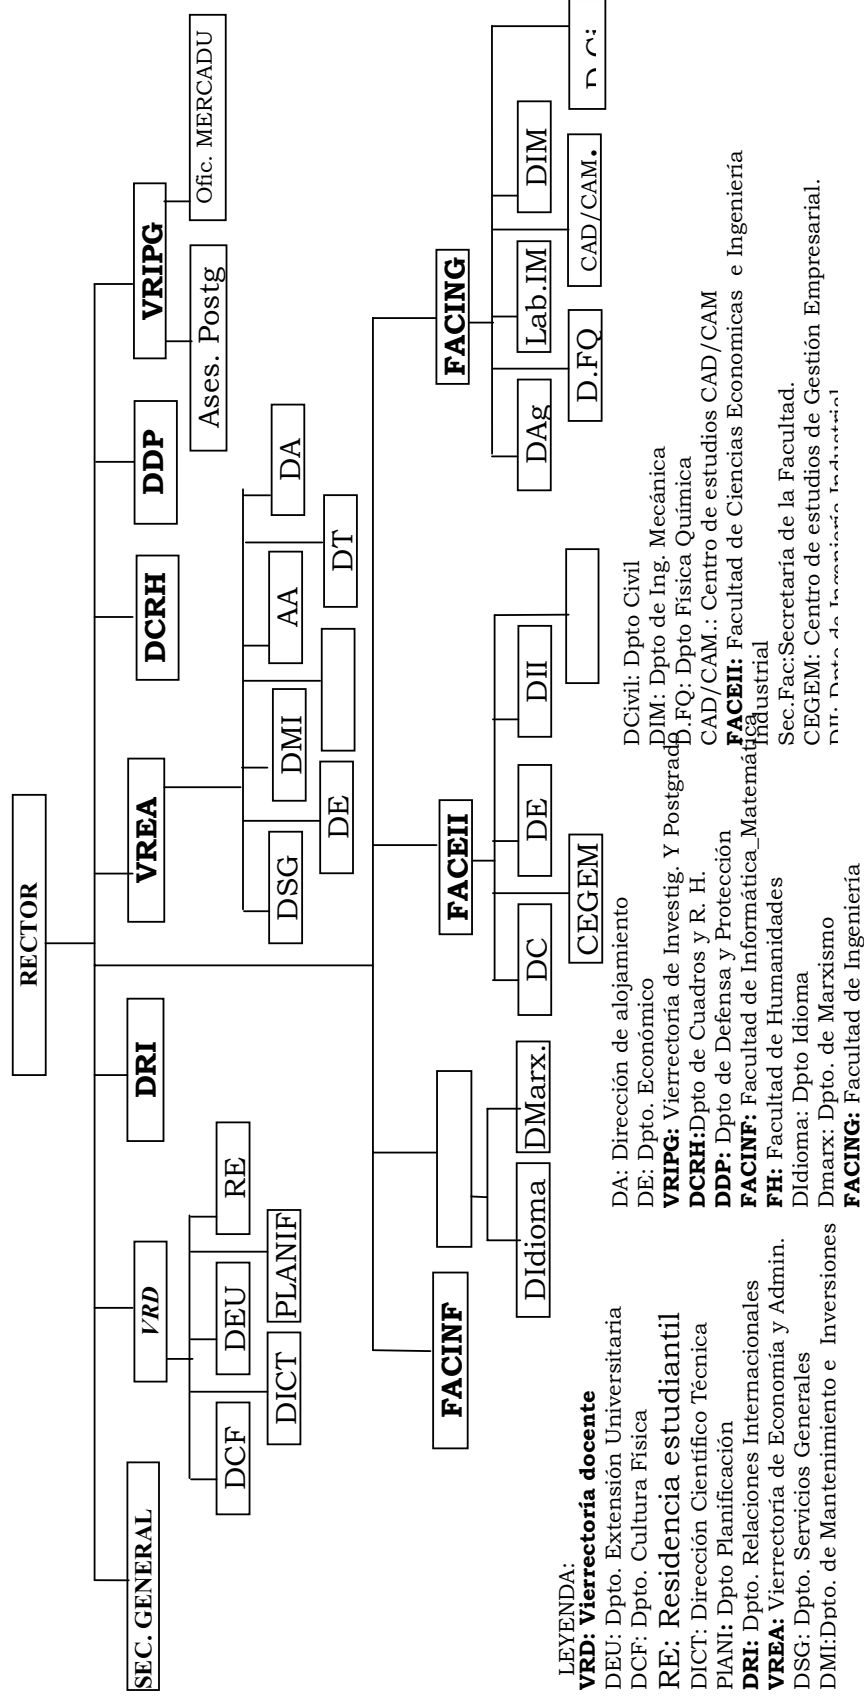 RECTOR
SEC. GENERAL
VRD
DRI
VREA
DCRH
DDP
VRIPG
DCF
DEU
RE
DICT
PLANIF
DSG
DMI
AA
DA
DE
DT
Ases. Postg
Ofic. MERCADU
FACINF
FACEII
FACING
DIdioma
DMarx.
DC
DE
DII
CEGEM
DAg
Lab.IM
DIM
D.FQ
CAD/CAM.
LEYENDA:
VRD: Vierrectoría docente
DEU: Dpto. Extensión Universitaria
DCF: Dpto. Cultura Física
RE: Residencia estudiantil
DICT: Dirección Científico Técnica
PlANI: Dpto Planificación
DRI: Dpto. Relaciones Internacionales
VREA: Vierrectoría de Economía y Admin.
DSG: Dpto. Servicios Generales
DMI:Dpto. de Mantenimiento e Inversiones
DA: Dirección de alojamiento
DE: Dpto. Económico
VRIPG: Vierrectoría de Investig. Y Postgrado
DCRH:Dpto de Cuadros y R. H.
DDP: Dpto de Defensa y Protección
FACINF: Facultad de Informática_Matemática
FH: Facultad de Humanidades
DIdioma: Dpto Idioma
Dmarx: Dpto. de Marxismo
FACING: Facultad de Ingenieria
DCivil: Dpto Civil
DIM: Dpto de Ing. Mecánica
D.FQ: Dpto Física Química
CAD/CAM.: Centro de estudios CAD/CAM
FACEII: Facultad de Ciencias Economicas e Ingeniería
Industrial
Sec.Fac:Secretaría de la Facultad.
CEGEM: Centro de estudios de Gestión Empresarial.
DII: Dpto de Ingeniería Industrial